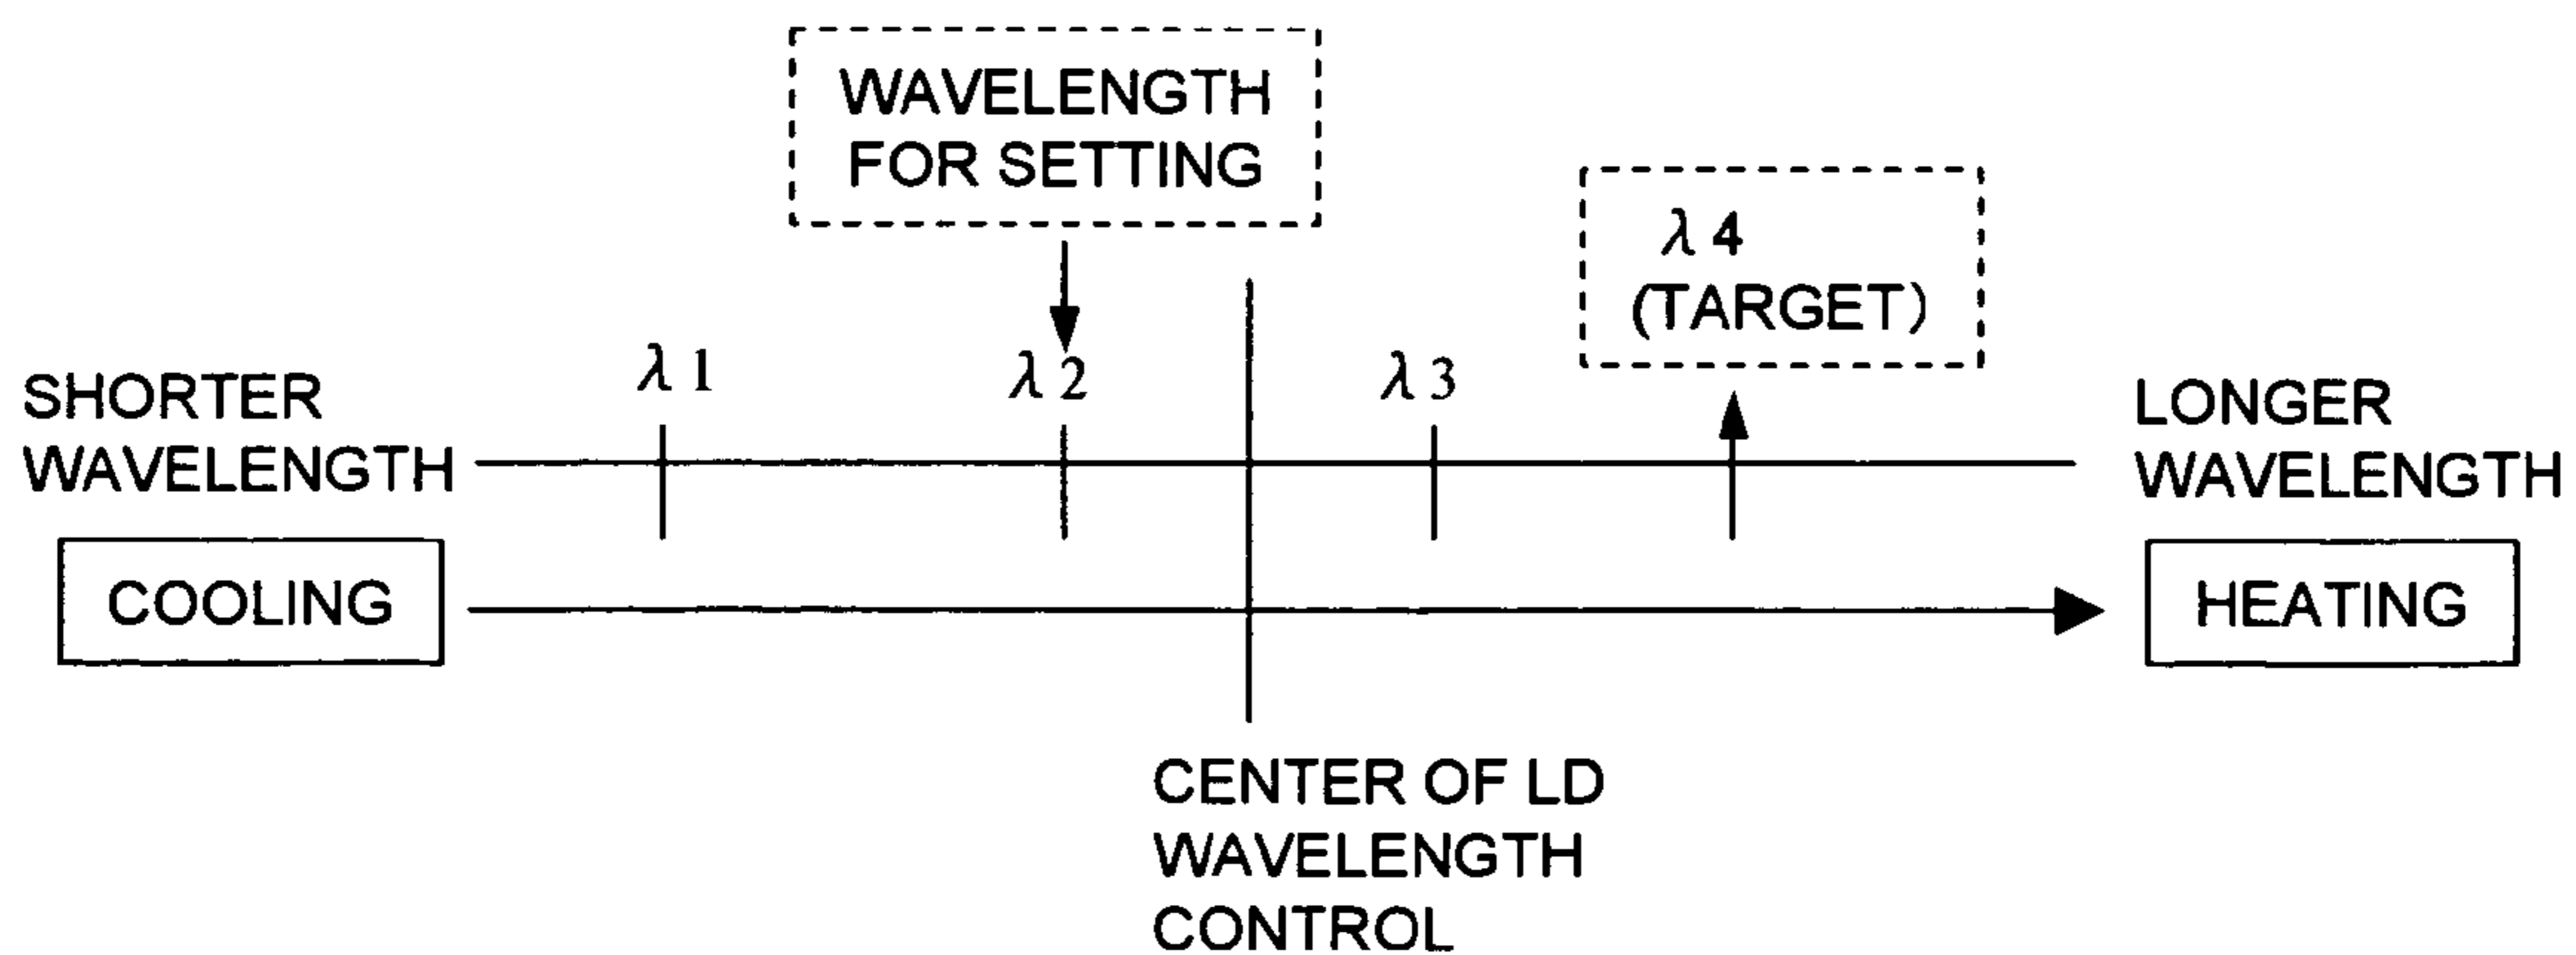 WAVELENGTH
FOR SETTING
λ4
(TARGET)
λ1
λ2
λ3
SHORTER
WAVELENGTH
LONGER
WAVELENGTH
COOLING
HEATING
CENTER OF LD
WAVELENGTH
CONTROL